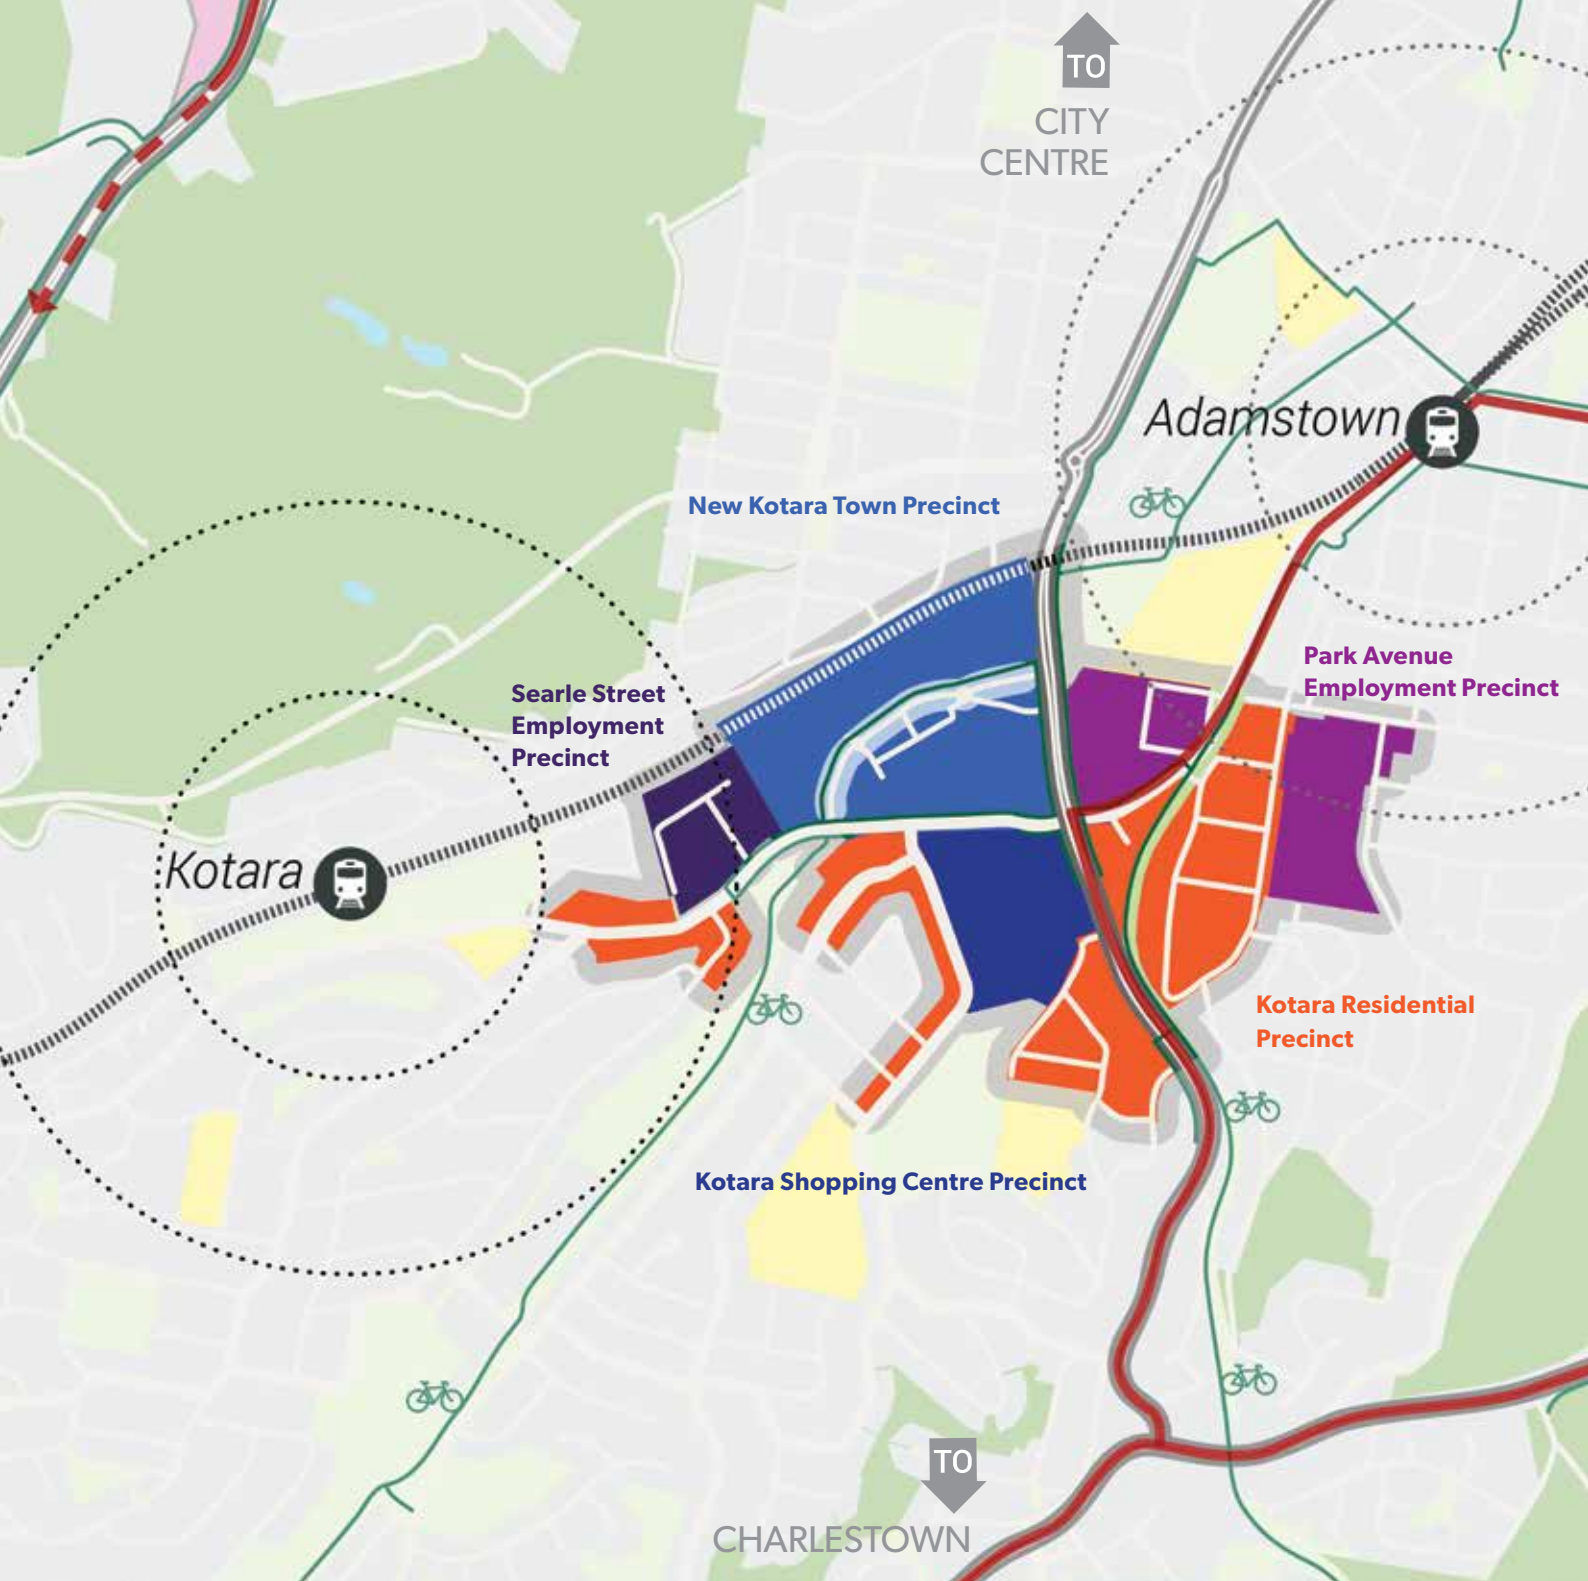 TO
CITY
CENTRE
Adamstown
New Kotara Town Precinct
Park Avenue
Employment Precinct
Searle Street
Employment
Precinct
Kotara
Kotara Residential
Precinct
Kotara Shopping Centre Precinct
TO
CHARLESTOWN